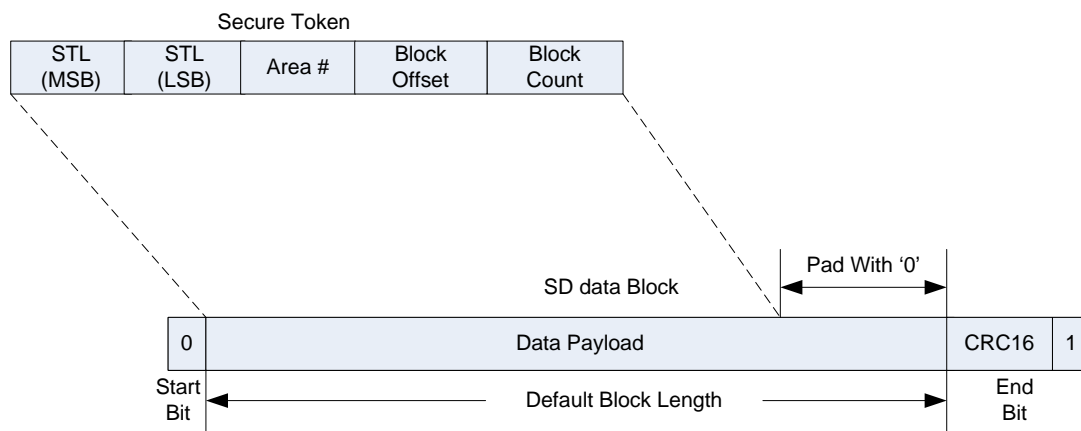 Secure Token
STL
(MSB)
STL
(LSB)
Area #
Block
Offset
Block
Count
Pad With ‘0’
SD data Block
0
Data Payload
CRC16
1
Start
Bit
Default Block Length
End
Bit